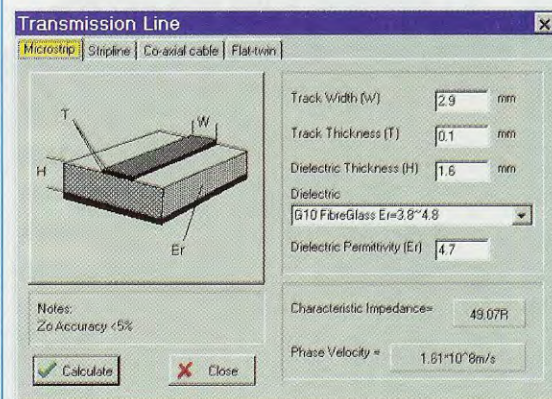 Transmission Line
Microstrip Stripline Co-axial cable Flat-twin
T
W
H
Er
Track Width (W) 2.9 mm
Track Thickness (T) 0.1 mm
Dielectric Thickness (H) 1.6 mm
Dielectric
G10 FibreGlass Er=3.8~4.8
Dielectric Permittivity (Er) 4.7
Notes:
Zo Accuracy <5%
Characteristic Impedance= 49.07R
Phase Velocity = 1.61*10^8m/s
Calculate Close